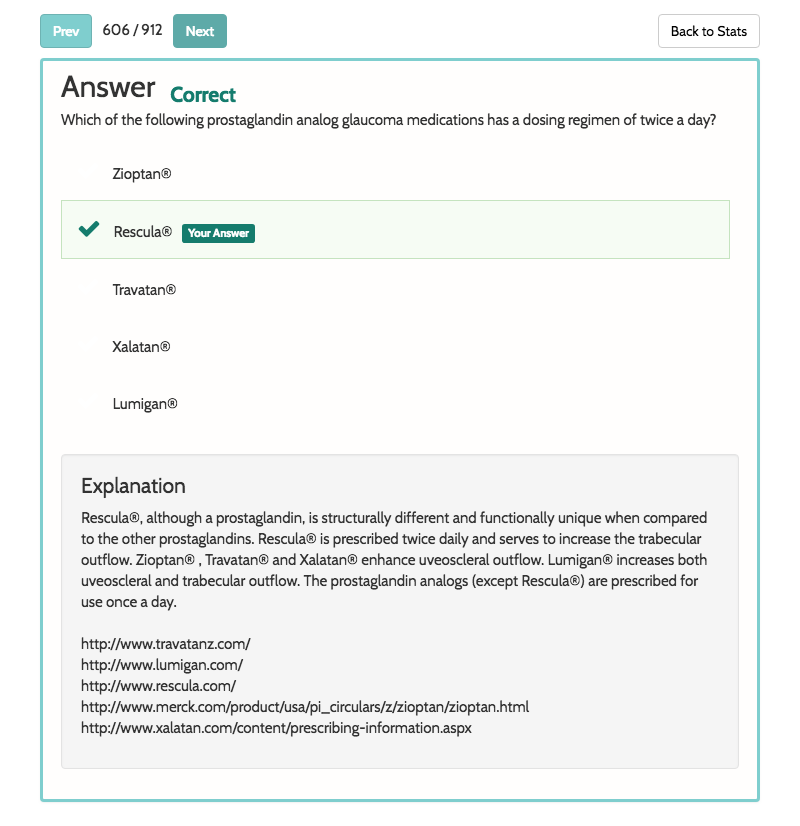 Prev 606 / 912 Next Back to Stats
Answer Correct
Which of the following prostaglandin analog glaucoma medications has a dosing regimen of twice a day?
Zioptan®
Rescula® Your Answer
Travatan®
Xalatan®
Lumigan®
Explanation
Rescula®, although a prostaglandin, is structurally different and functionally unique when compared
to the other prostaglandins. Rescula® is prescribed twice daily and serves to increase the trabecular
outflow. Zioptan® , Travatan® and Xalatan® enhance uveoscleral outflow. Lumigan® increases both
uveoscleral and trabecular outflow. The prostaglandin analogs (except Rescula®) are prescribed for
use once a day.
http://www.travatanz.com/
http://www.lumigan.com/
http://www.rescula.com/
http://www.merck.com/product/usa/pi_circulars/z/zioptan/zioptan.html
http://www.xalatan.com/content/prescribing-information.aspx